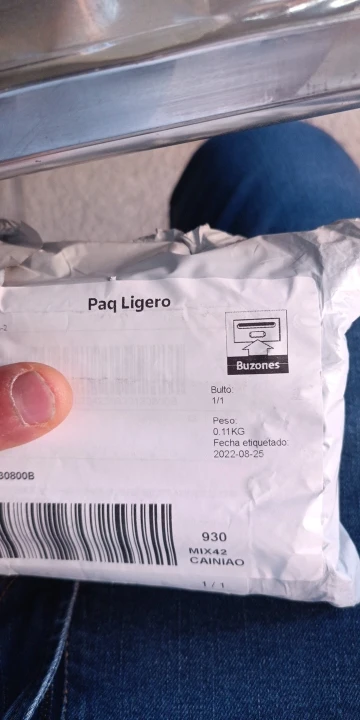 Paq Ligero
Buzones
Bulto:
1/1
Peso:
0.11KG
Fecha etiquetado:
2022-08-25
30800B
930
MIX42
CAINIAO
1/1